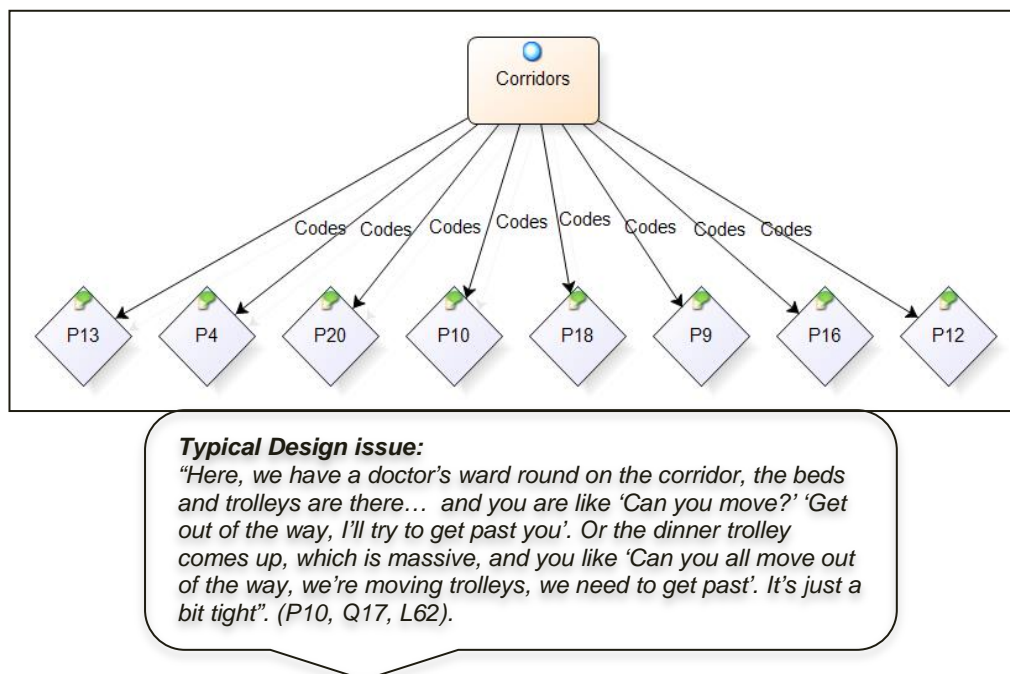 Corridors
Codes Codes Codes Codes Codes Codes Codes Codes
P13 P4 P20 P10 P18 P9 P16 P12
Typical Design issue:
“Here, we have a doctor’s ward round on the corridor, the beds
and trolleys are there…  and you are like ‘Can you move?’ ‘Get
out of the way, I’ll try to get past you’. Or the dinner trolley
comes up, which is massive, and you like ‘Can you all move out
of the way, we’re moving trolleys, we need to get past’. It’s just a
bit tight”. (P10, Q17, L62).